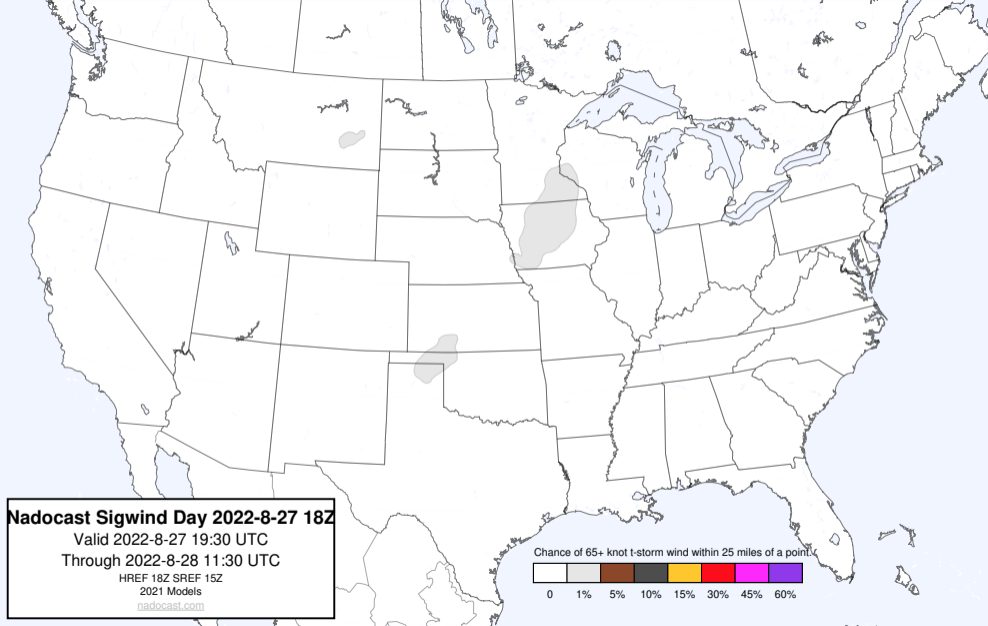 Nadocast Sigwind Day 2022-8-27 18Z
Valid 2022-8-27 19:30 UTC
Through 2022-8-28 11:30 UTC
HREF 18Z SREF 15Z
2021 Models
nadocast.com
Chance of 65+ knot t-storm wind within 25 miles of a point.
0 1% 5% 10% 15% 30% 45% 60%